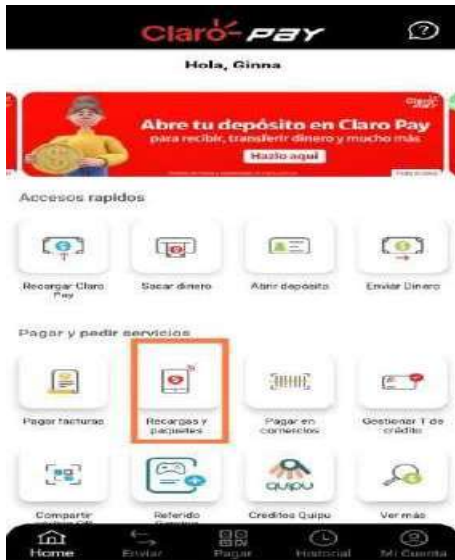 Claro- pay
Hola, Ginna
Abre tu depósito en Claro Pay
para recibir, transferir dinero y mucho más
Hazlo aquí
Accesos rapidos
Recargar Claro Pay
Sacar dinero
Abrir depósito
Enviar Dinero
Pagar y pedir servicios
Pagar facturas
Recargas y paquetes
Pagar en comercios
Gestionar T de crédito
Compartir
Referido
Créditos Quipu
Ver más
Home
Enviar
Pagar
Historial
Mi Cuenta